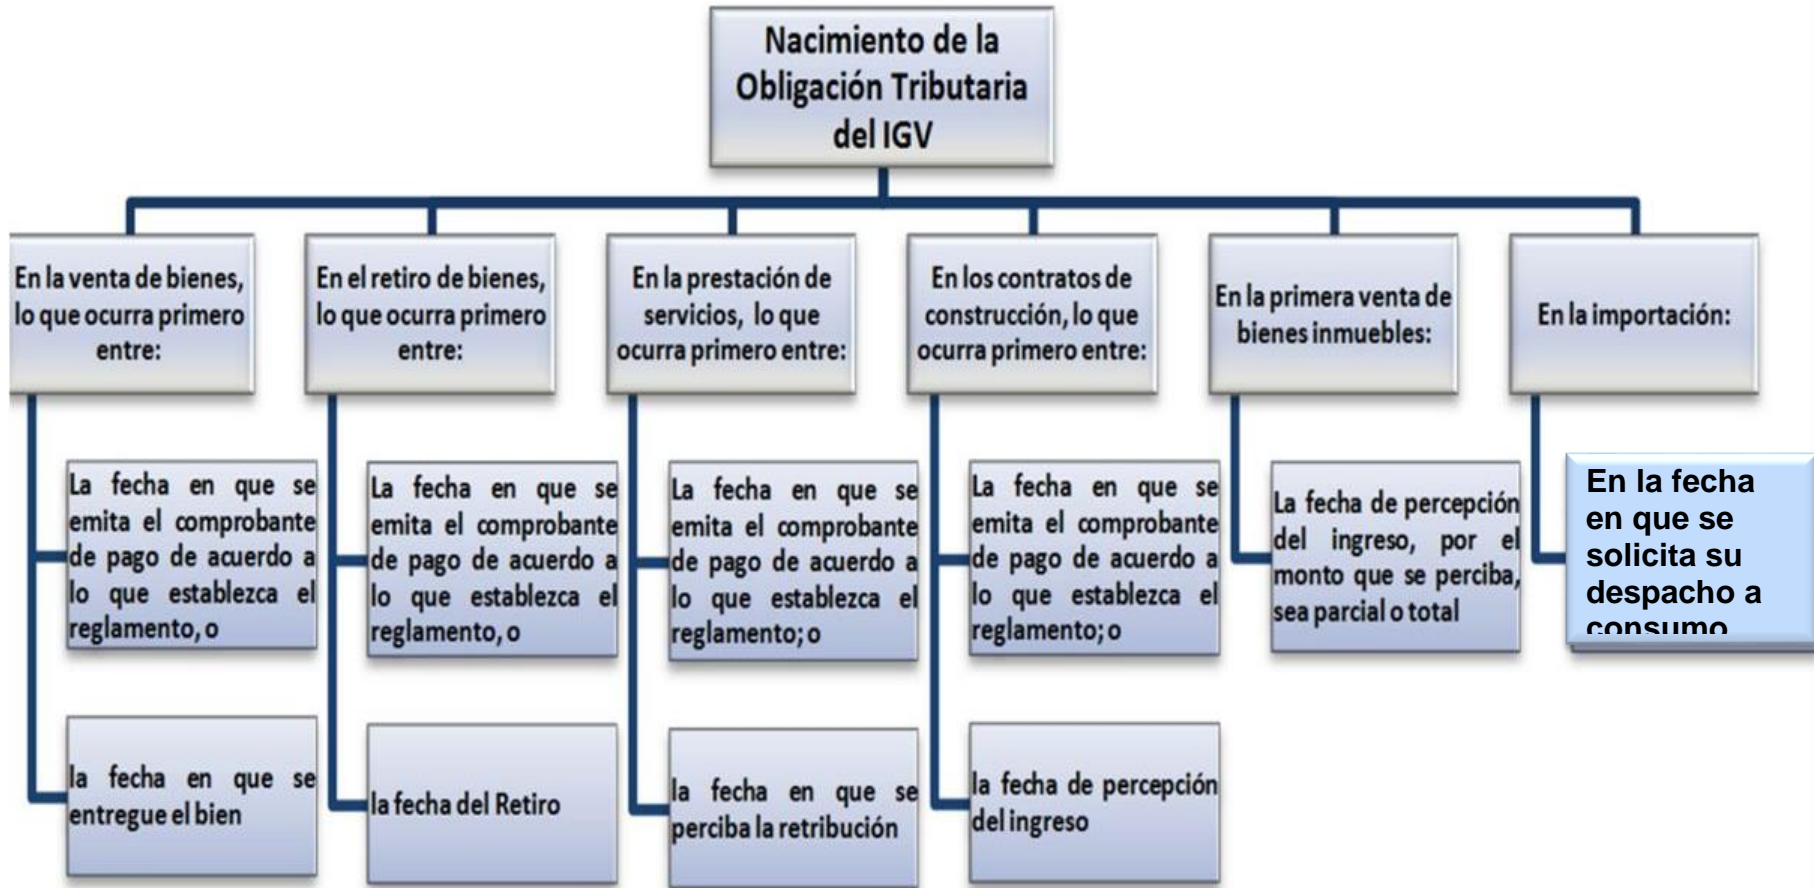 Nacimiento de la
Obligación Tributaria
del IGV
En la venta de bienes,
lo que ocurra primero
entre:
En el retiro de bienes,
lo que ocurra primero
entre:
En la prestación de
servicios, lo que
ocurra primero entre:
En los contratos de
construcción, lo que
ocurra primero entre:
En la primera venta de
bienes inmuebles:
En la importación:
La fecha en que se
emita el comprobante
de pago de acuerdo a
lo que establezca el
reglamento, o
La fecha en que se
emita el comprobante
de pago de acuerdo a
lo que establezca el
reglamento, o
La fecha en que se
emita el comprobante
de pago de acuerdo a
lo que establezca el
reglamento; o
La fecha en que se
emita el comprobante
de pago de acuerdo a
lo que establezca el
reglamento; o
La fecha de percepción
del ingreso, por el
monto que se perciba,
sea parcial o total
En la fecha
en que se
solicita su
despacho a
consumo
la fecha en que se
entregue el bien
la fecha del Retiro
la fecha en que se
perciba la retribución
la fecha de percepción
del ingreso